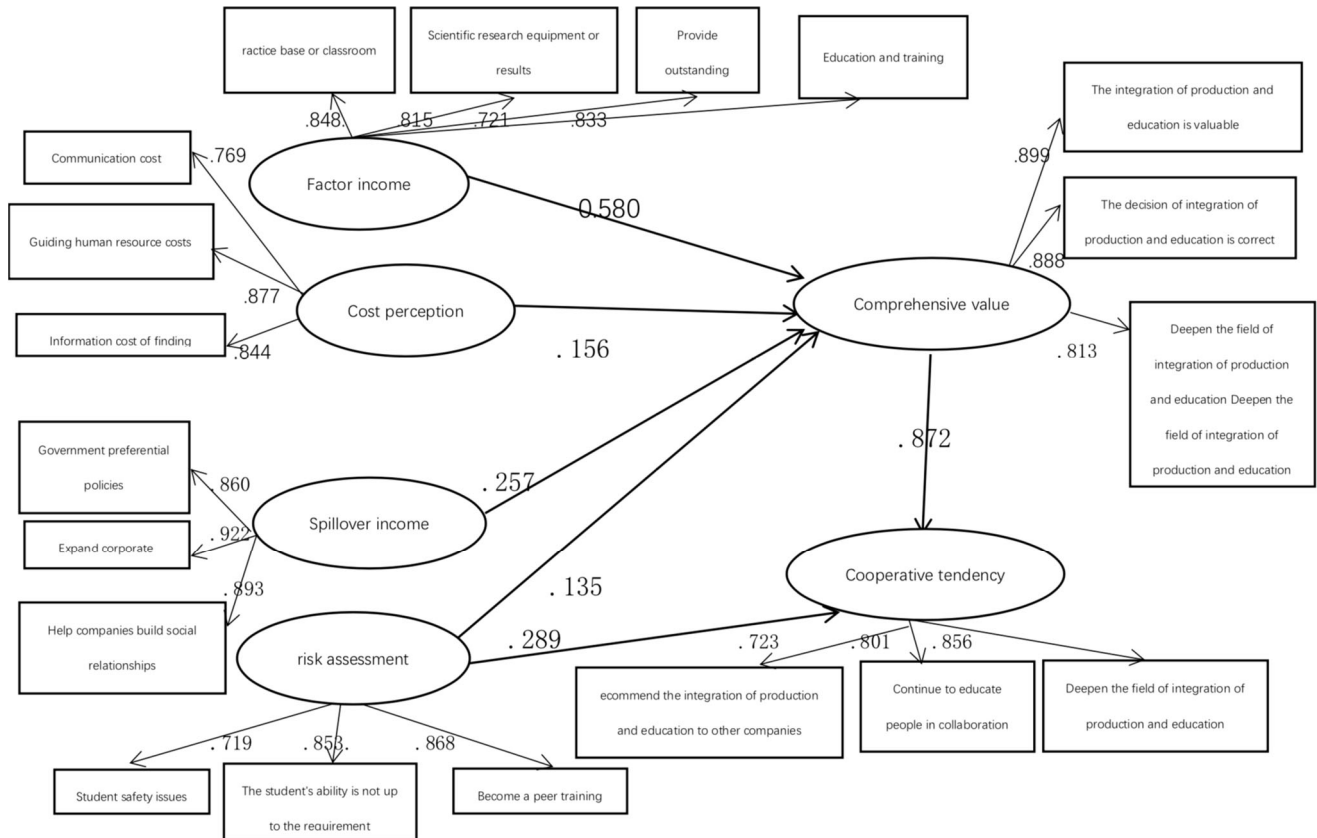 ractice base or classroom
Scientific research equipment or
results
Provide
outstanding
Education and training
.848.
.815
.721
.833
The integration of production and
education is valuable
.899
Communication cost
.769
Factor income
0.580
The decision of integration of
production and education is correct
.888
Guiding human resource costs
.877
Cost perception
.156
Comprehensive value
Information cost of finding
.844
.813
Deepen the field of
integration of production
and education Deepen the
field of integration of
production and education
.872
Government preferential
policies
.860
Spillover income
.257
Expand corporate
.922
.893
Help companies build social
relationships
.135
Cooperative tendency
risk assessment
.289
.723
.801
.856
ecommend the integration of production
and education to other companies
Continue to educate
people in collaboration
Deepen the field of integration of
production and education
.719
.853.
.868
Student safety issues
The student's ability is not up
to the requirement
Become a peer training